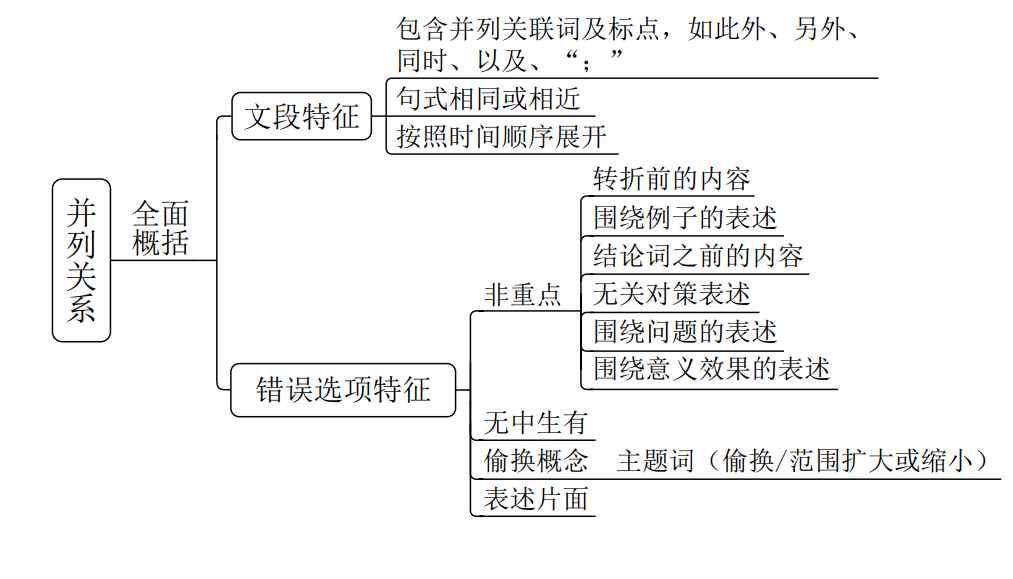 包含并列关联词及标点，如此外、另外、
同时、以及、“；”
文段特征
句式相同或相近
按照时间顺序展开
并列关系
全面
概括
转折前的内容
围绕例子的表述
结论词之前的内容
非重点
无关对策表述
围绕问题的表述
围绕意义效果的表述
错误选项特征
无中生有
偷换概念 主题词（偷换/范围扩大或缩小）
表述片面